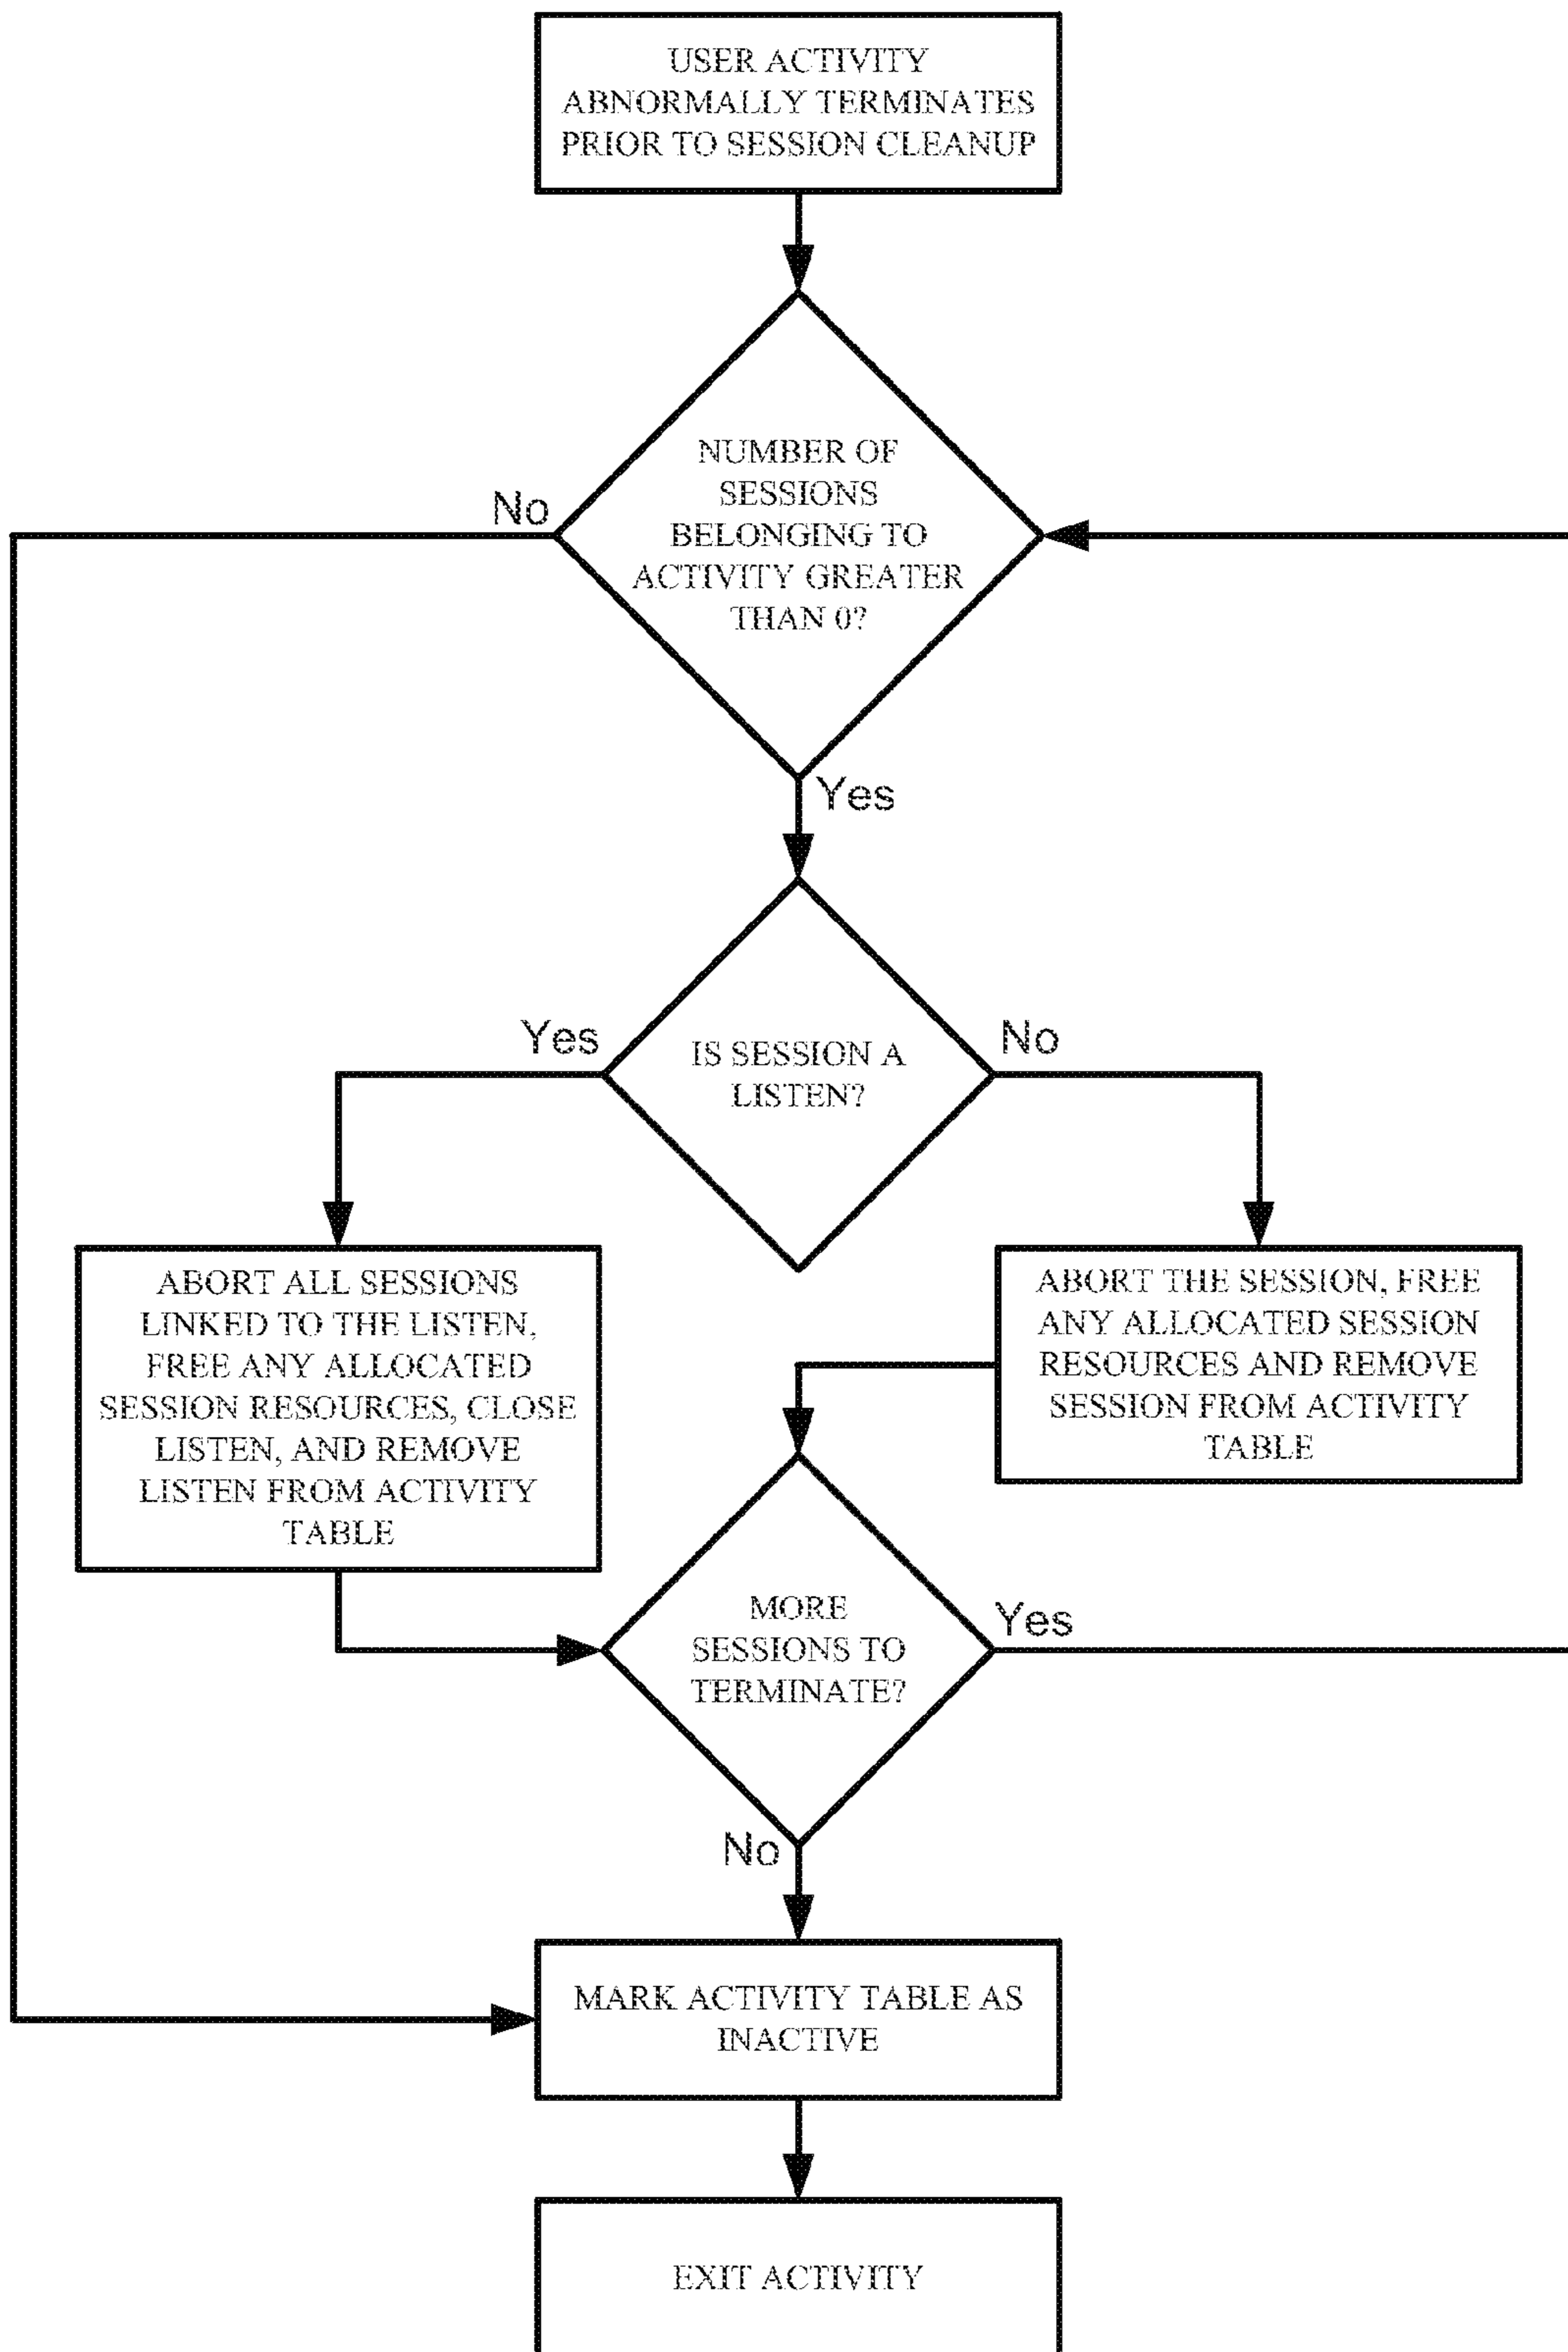 USER ACTIVITY
ABNORMALLY TERMINATES
PRIOR TO SESSION CLEANUP
NUMBER OF
SESSIONS
BELONGING TO
ACTIVITY GREATER
THAN 0?
No
Yes
IS SESSION A
LISTEN?
Yes
No
ABORT ALL SESSIONS
LINKED TO THE LISTEN,
FREE ANY ALLOCATED
SESSION RESOURCES, CLOSE
LISTEN, AND REMOVE
LISTEN FROM ACTIVITY
TABLE
ABORT THE SESSION, FREE
ANY ALLOCATED SESSION
RESOURCES AND REMOVE
SESSION FROM ACTIVITY
TABLE
MORE
SESSIONS TO
TERMINATE?
Yes
No
MARK ACTIVITY TABLE AS
INACTIVE
EXIT ACTIVITY